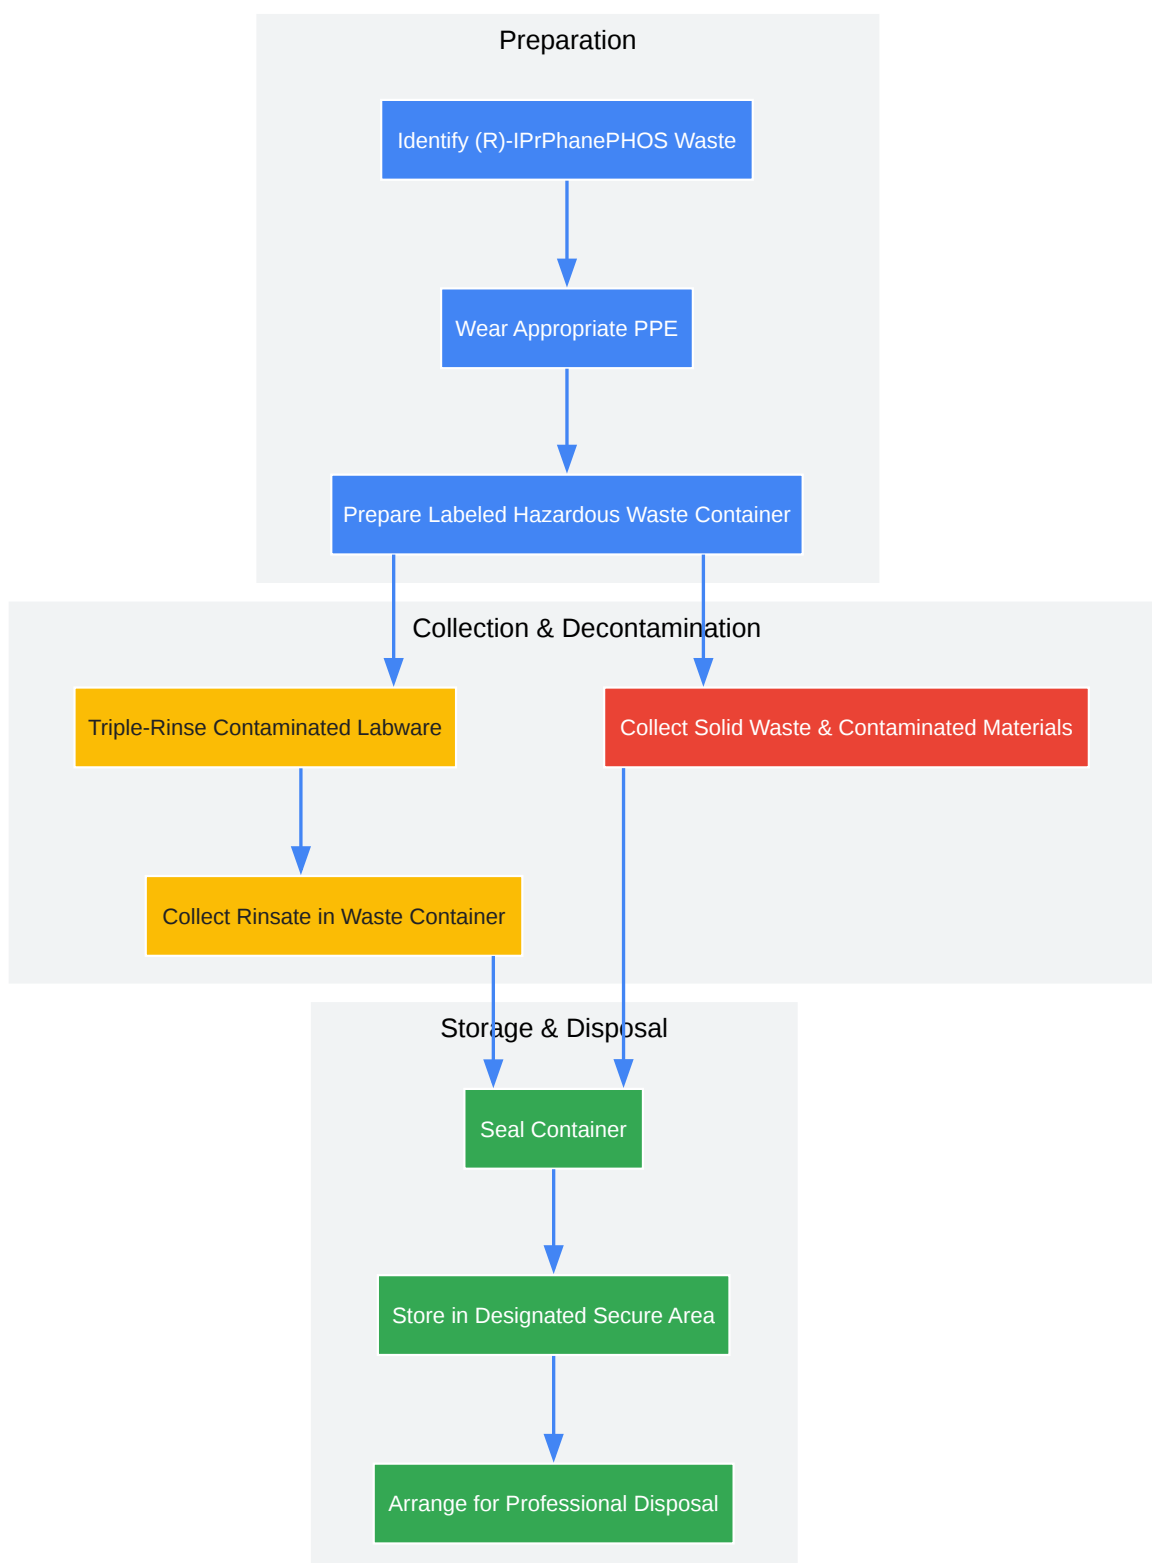 Preparation
Identify (R)-IPrPhanePHOS Waste
Wear Appropriate PPE
Prepare Labeled Hazardous Waste Container
Collection & Decontamination
Triple-Rinse Contaminated Labware
Collect Solid Waste & Contaminated Materials
Collect Rinsate in Waste Container
Storage & Disposal
Seal Container
Store in Designated Secure Area
Arrange for Professional Disposal